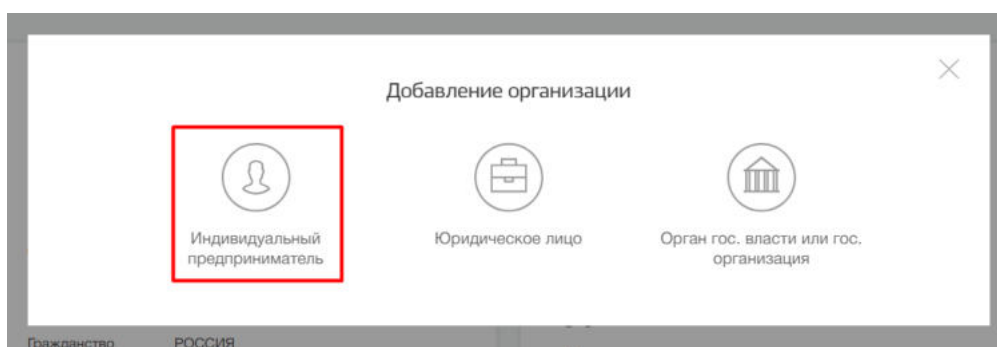 Добавление организации
Индивидуальный
предприниматель
Юридическое лицо
Орган гос. власти или гос.
организация
Гражданство РОССИЯ